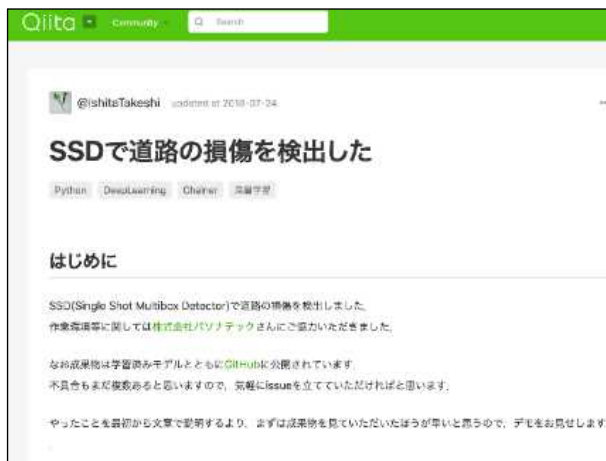 Qiita Community Search
@IshitaTakeshi updated at 2018-07-24
SSDで道路の損傷を検出した
Python DeepLearning Chainer 深層学習
はじめに
SSD(Single Shot Multibox Detector)で道路の損傷を検出しました。
作業環境等に関しては株式会社パソナテックさんにご協力いただきました。
なお成果物は学習済みモデルとともにGitHubに公開されています。
不具合もまだ複数あると思いますので、気軽にissueを立てていただければと思います。
やったことを最初から文章で説明するより、まずは成果物を見ていただいたほうが早いと思うので、デモをお見せします